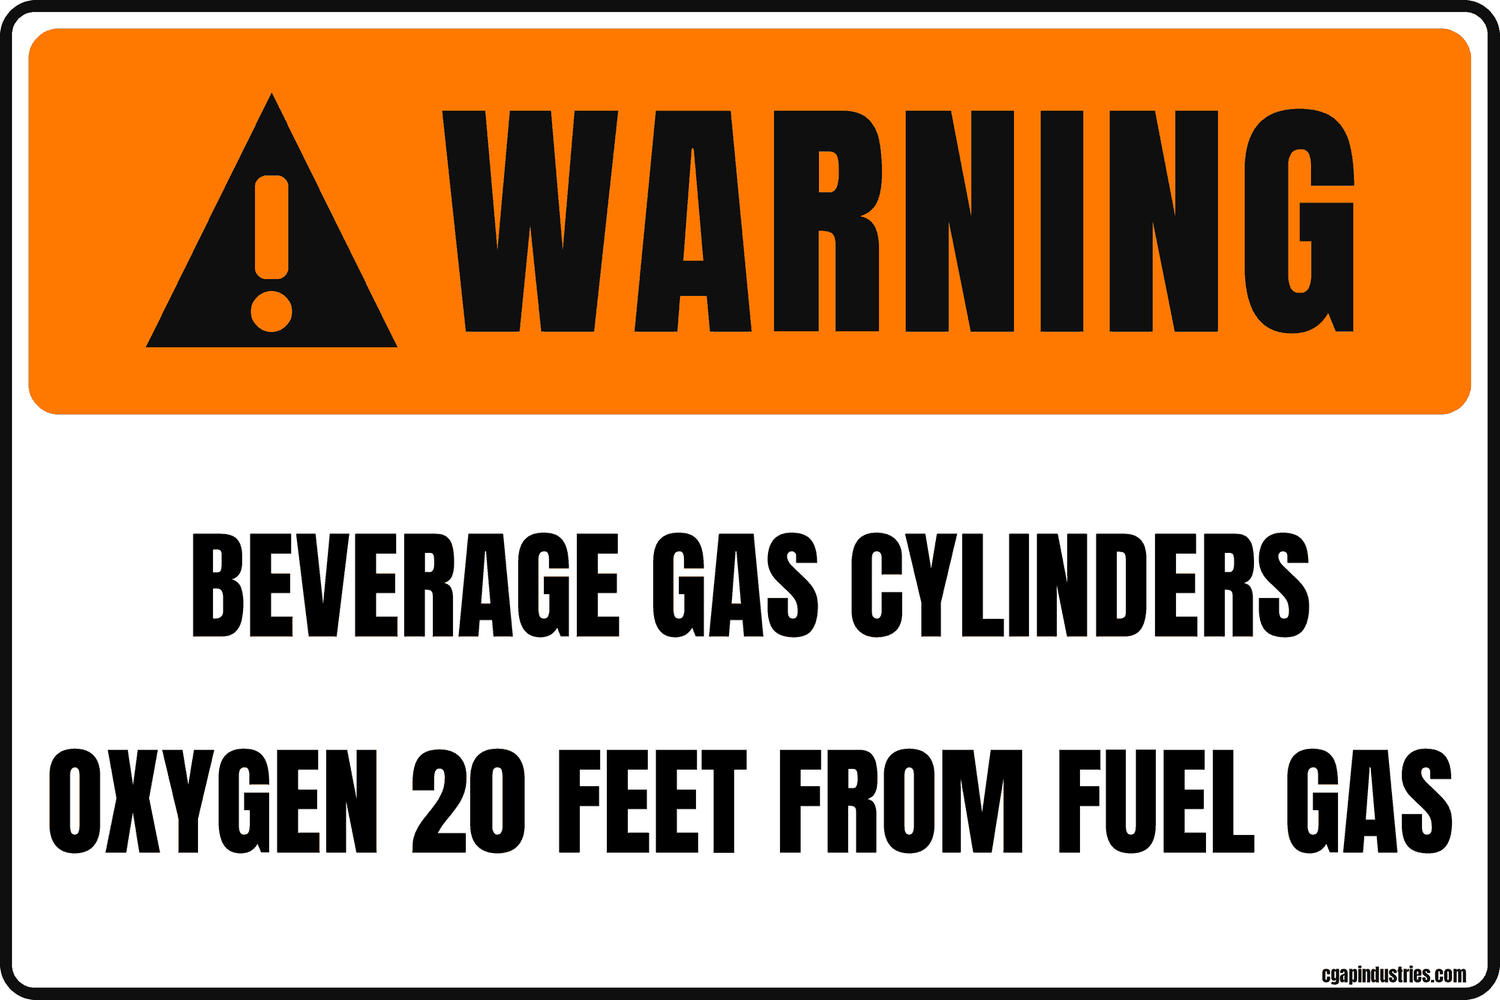 WARNING
BEVERAGE GAS CYLINDERS
OXYGEN 20 FEET FROM FUEL GAS
cgapindustries.com